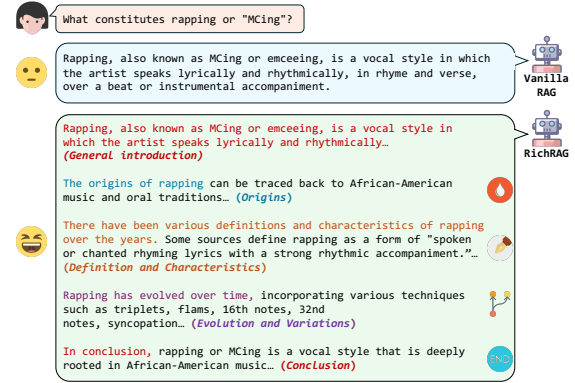 What constitutes rapping or "MCing"?
Rapping, also known as MCing or emceeing, is a vocal style in which
the artist speaks lyrically and rhythmically, in rhyme and verse,
over a beat or instrumental accompaniment.
Vanilla
RAG
Rapping, also known as MCing or emceeing, is a vocal style in
which the artist speaks lyrically and rhythmically…
(General introduction)
RichRAG
The origins of rapping can be traced back to African-American
music and oral traditions… (Origins)
There have been various definitions and characteristics of rapping
over the years. Some sources define rapping as a form of "spoken
or chanted rhyming lyrics with a strong rhythmic accompaniment.”…
(Definition and Characteristics)
Rapping has evolved over time, incorporating various techniques
such as triplets, flams, 16th notes, 32nd
notes, syncopation… (Evolution and Variations)
In conclusion, rapping or MCing is a vocal style that is deeply
rooted in African-American music… (Conclusion)
END